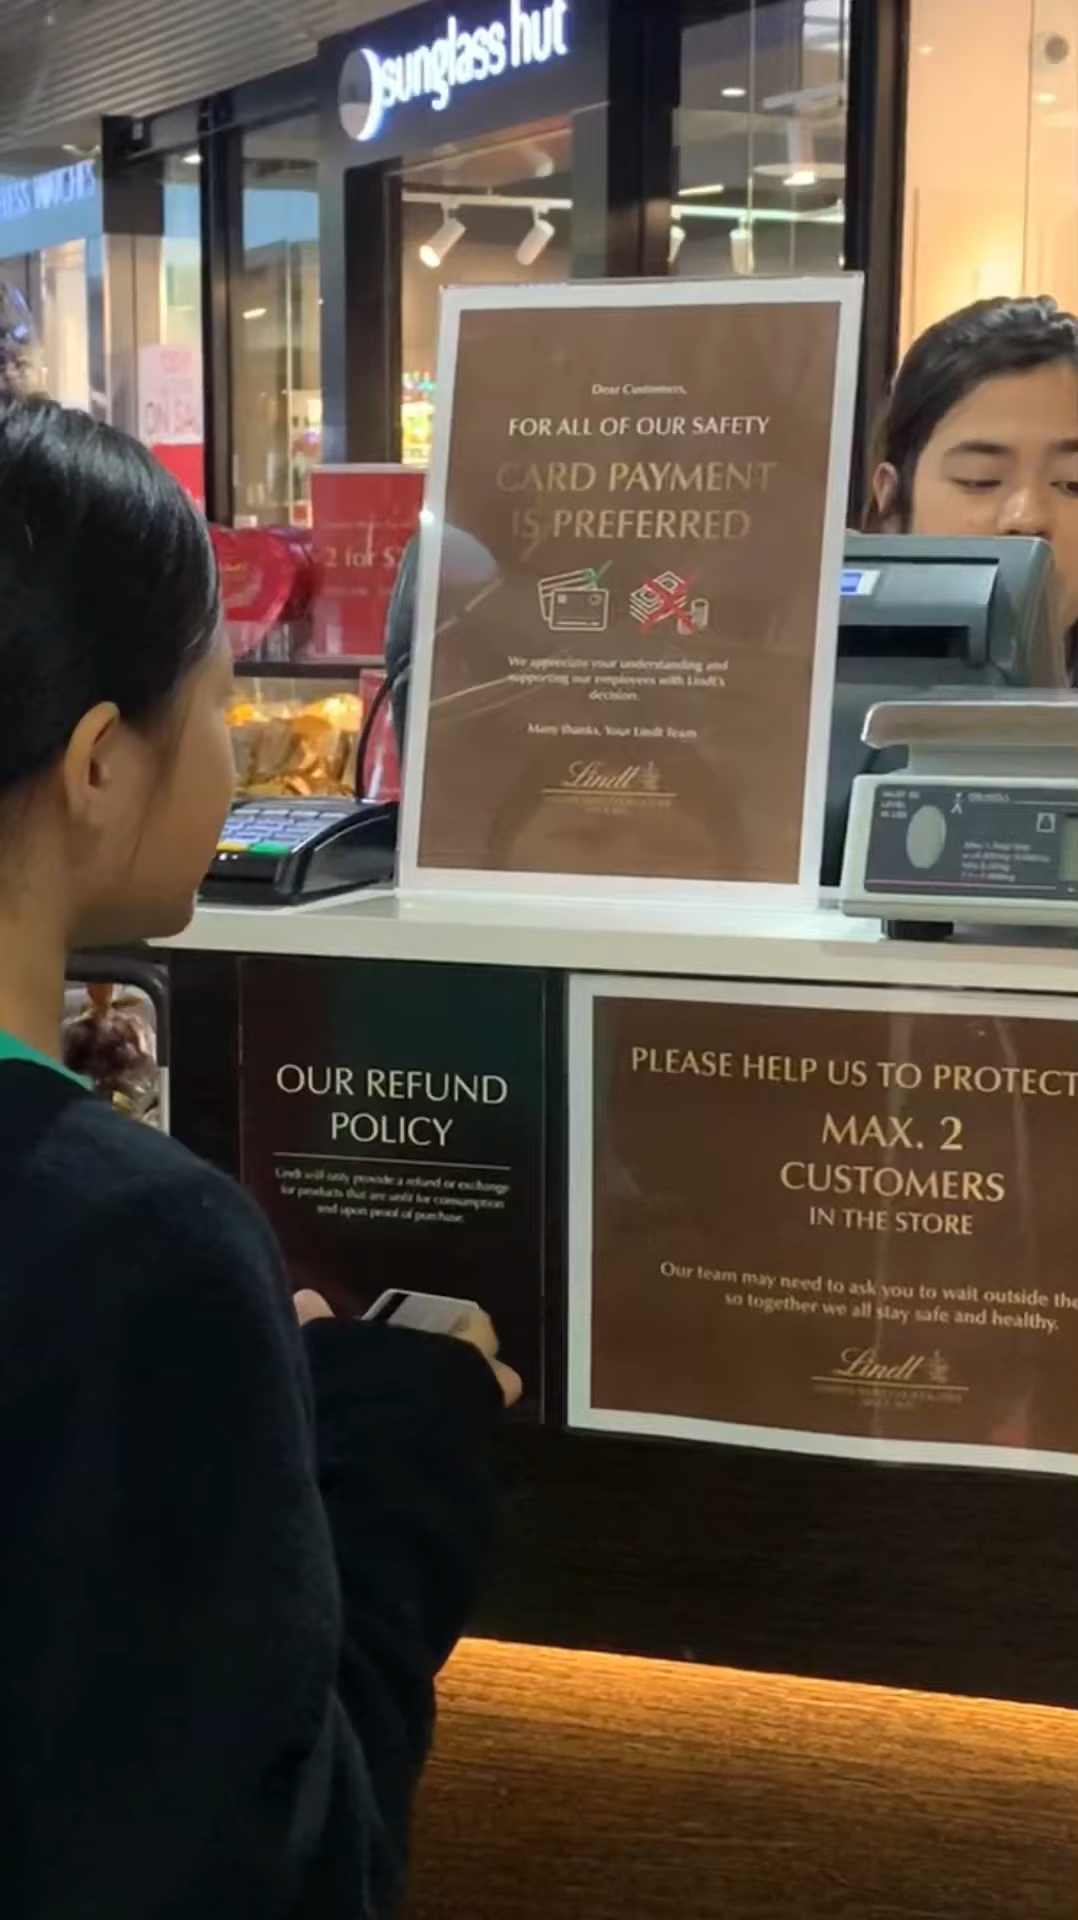 sunglass hut
ON SAL
2 for $
Dear Customers,
FOR ALL OF OUR SAFETY
CARD PAYMENT
IS PREFERRED
We appreciate your understanding and
supporting our employees with Lindt's
decision.
Many thanks, Your Lindt Team
Lindt
OUR REFUND
POLICY
Lindt will only provide a refund or exchange
for products that are unfit for consumption
and upon proof of purchase.
PLEASE HELP US TO PROTECT
MAX. 2
CUSTOMERS
IN THE STORE
Our team may need to ask you to wait outside the
so together we all stay safe and healthy.
Lindt